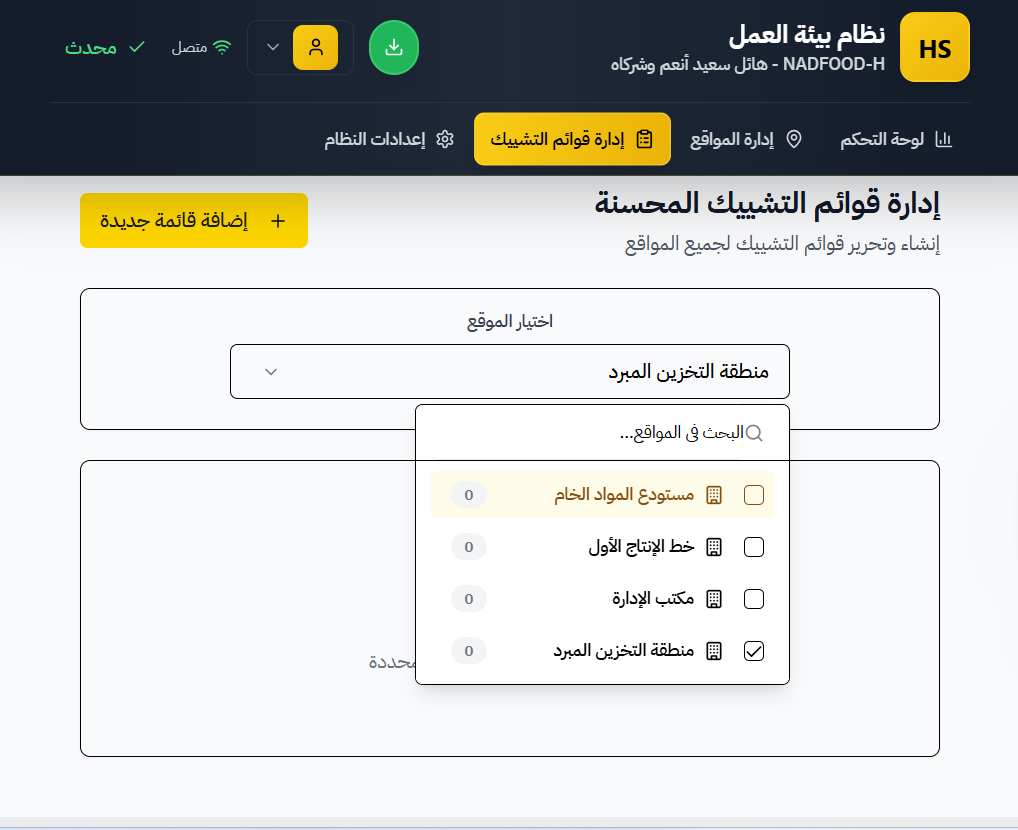 HS
نظام بيئة العمل
NADFOOD-H - هائل سعيد أنعم وشركاه
متصل
محدث
لوحة التحكم
إدارة المواقع
إدارة قوائم التشييك
إعدادات النظام
إدارة قوائم التشييك المحسنة
إنشاء وتحرير قوائم التشييك لجميع المواقع
+ إضافة قائمة جديدة
اختيار الموقع
منطقة التخزين المبرد
البحث في المواقع...
مستودع المواد الخام 0
خط الإنتاج الأول 0
مكتب الإدارة 0
منطقة التخزين المبرد 0
محددة